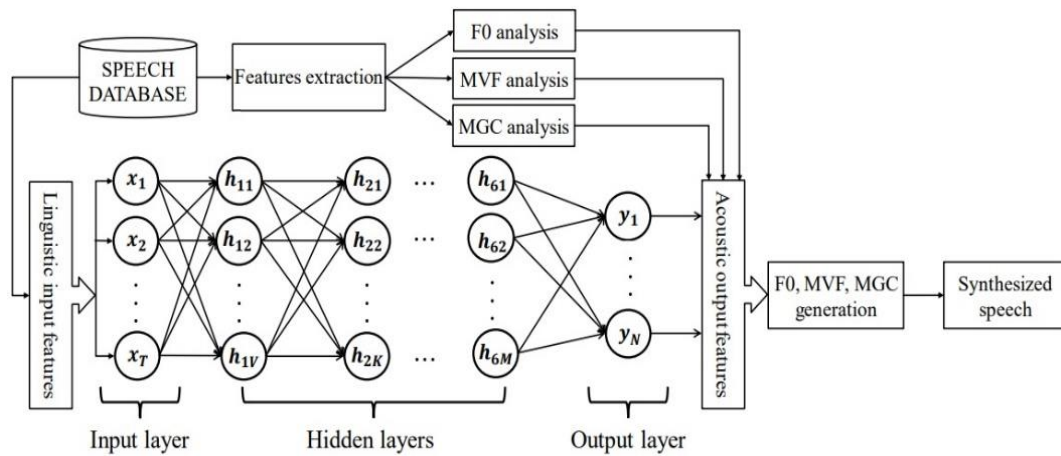 F0 analysis
SPEECH
DATABASE
Features extraction
MVF analysis
MGC analysis
Linguistic input features
x₁
h₁₁
h₂₁
...
h₆₁
x₂
h₁₂
h₂₂
h₆₂
y₁
x_T
h₁V
h₂K
...
h₆M
y_N
Acoustic output features
F0, MVF, MGC
generation
Synthesized
speech
Input layer
Hidden layers
Output layer